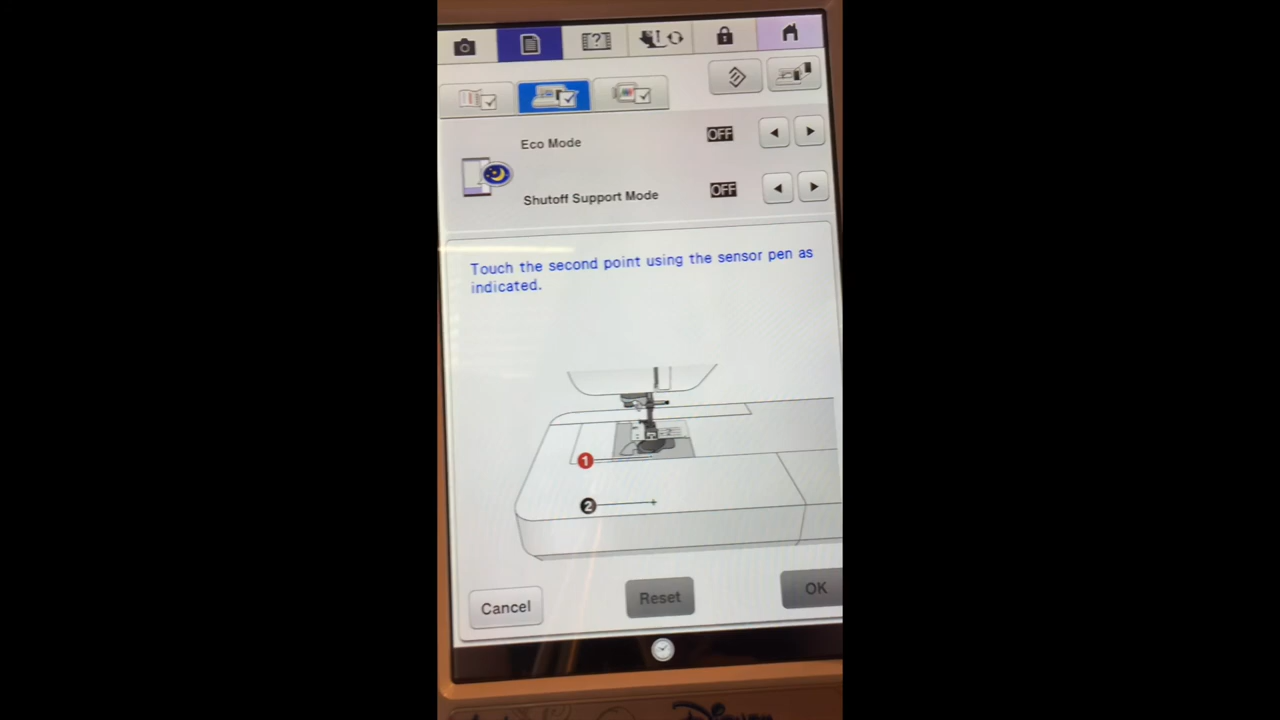 Eco Mode OFF
Shutoff Support Mode OFF
Touch the second point using the sensor pen as
indicated.
1
2
Cancel Reset OK
Disney